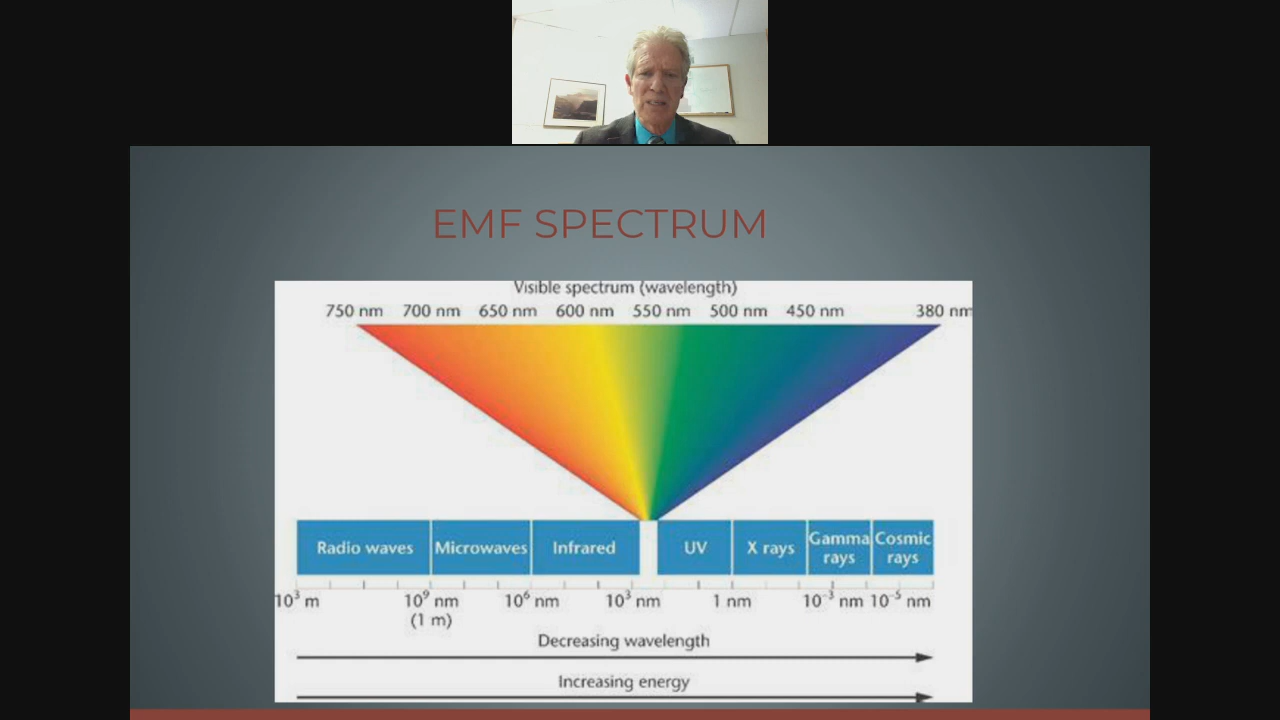 EMF SPECTRUM
Visible spectrum (wavelength)
750 nm 700 nm 650 nm 600 nm 550 nm 500 nm 450 nm 380 nm
Radio waves Microwaves Infrared UV X rays Gamma rays Cosmic rays
10³ m 10⁹ nm (1 m) 10⁶ nm 10³ nm 1 nm 10⁻³ nm 10⁻⁵ nm
Decreasing wavelength
Increasing energy